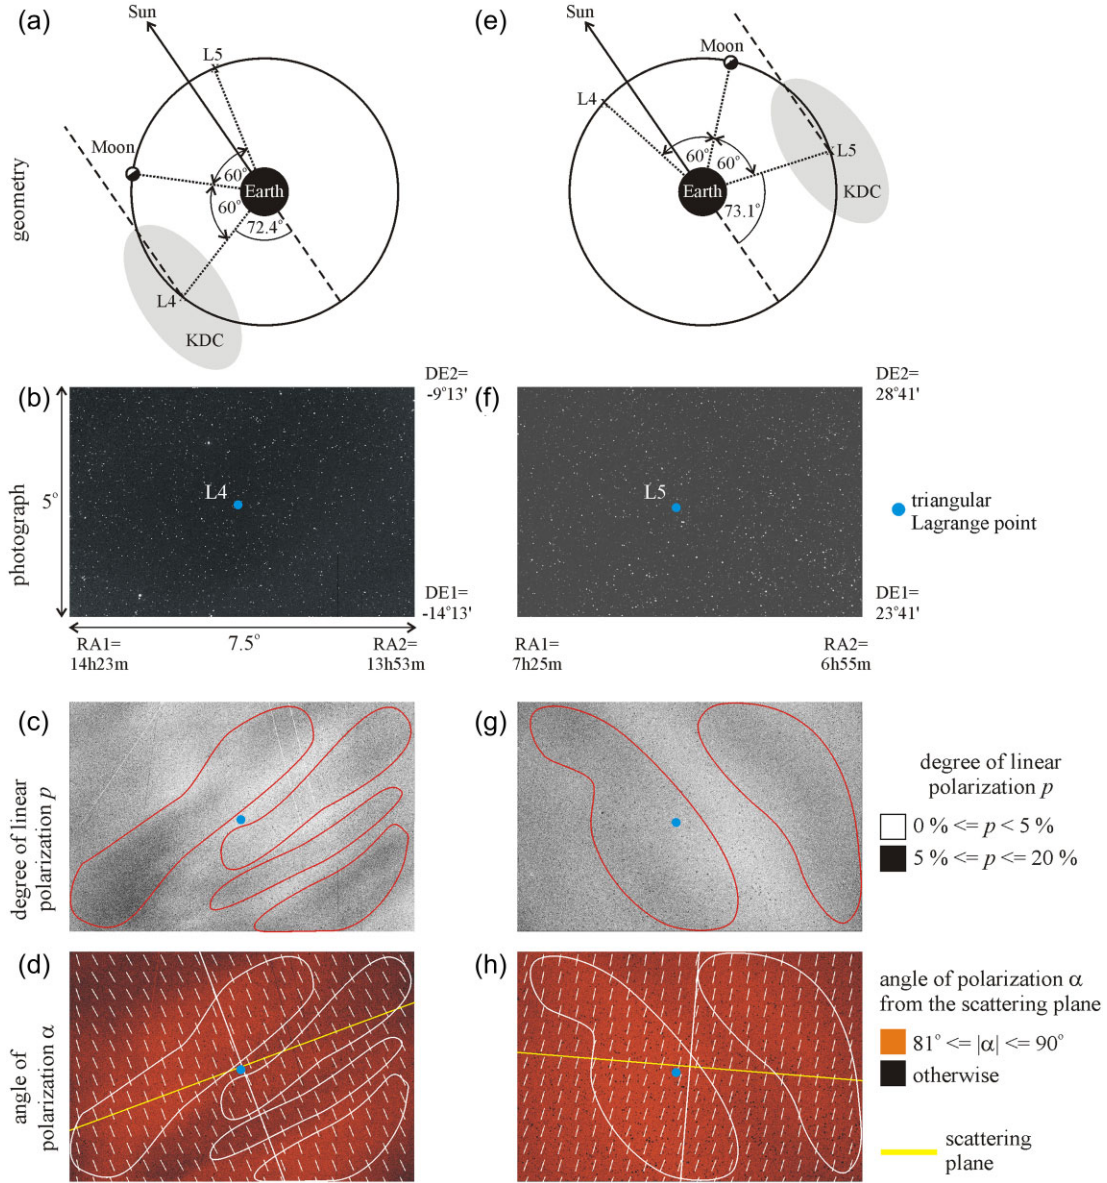 (a)
Sun
L5
Moon
60°
60°
Earth
72.4°
L4
KDC
(e)
Sun
Moon
L4
60°
60°
L5
Earth
73.1°
KDC
geometry
(b)
DE2=
-9°13'
L4
5°
DE1=
-14°13'
RA1=
14h23m
7.5°
RA2=
13h53m
photograph
(f)
DE2=
28°41'
L5
DE1=
23°41'
RA1=
7h25m
RA2=
6h55m
triangular
Lagrange point
(c)
degree of linear
polarization p
(g)
degree of linear
polarization p
0 % <= p < 5 %
5 % <= p <= 20 %
(d)
angle of
polarization α
(h)
angle of polarization α
from the scattering plane
81° <= |α| <= 90°
otherwise
scattering
plane